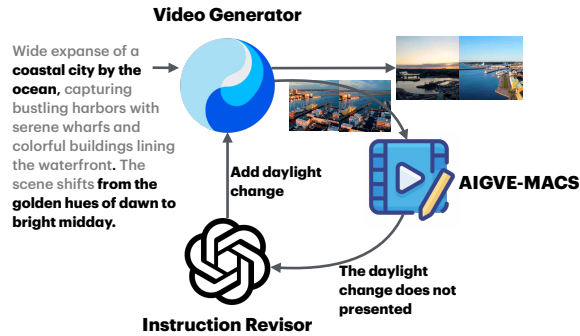 Video Generator
Wide expanse of a
coastal city by the
ocean, capturing
bustling harbors with
serene wharfs and
colorful buildings lining
the waterfront. The
scene shifts from the
golden hues of dawn to
bright midday.
Add daylight
change
AIGVE-MACS
The daylight
change does not
presented
Instruction Revisor